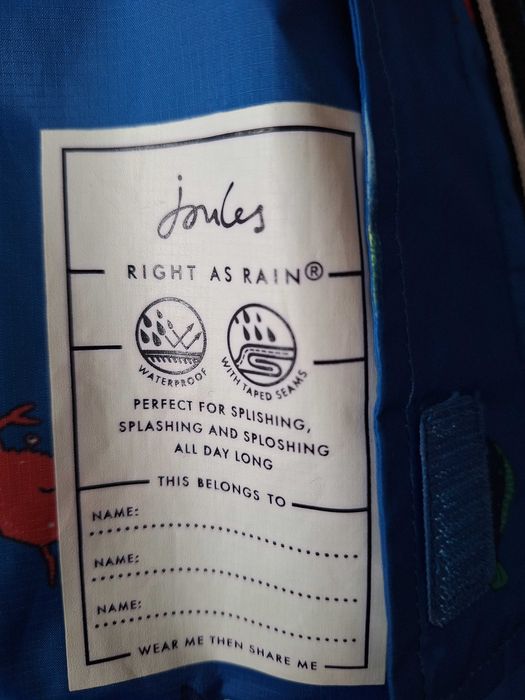 joules
RIGHT AS RAIN®
WATERPROOF
WITH TAPED SEAMS
PERFECT FOR SPLISHING,
SPLASHING AND SPLOSHING
ALL DAY LONG
THIS BELONGS TO
NAME:
NAME:
NAME:
WEAR ME THEN SHARE ME